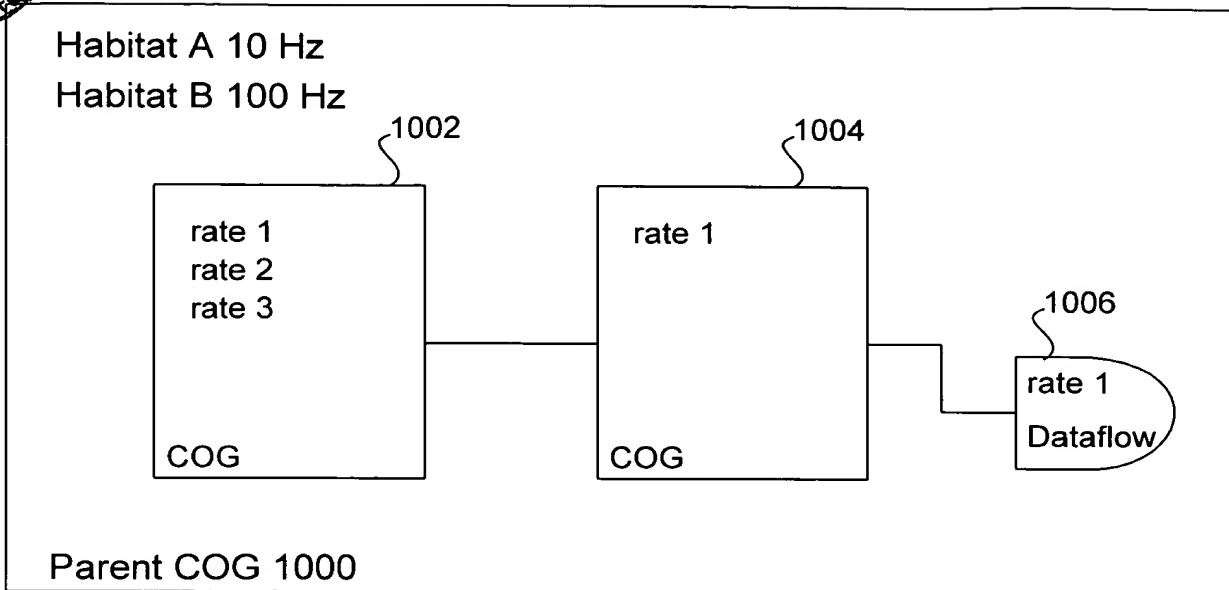 Habitat A 10 Hz
Habitat B 100 Hz
1002
1004
rate 1
rate 2
rate 3
rate 1
1006
rate 1
Dataflow
COG
COG
Parent COG 1000